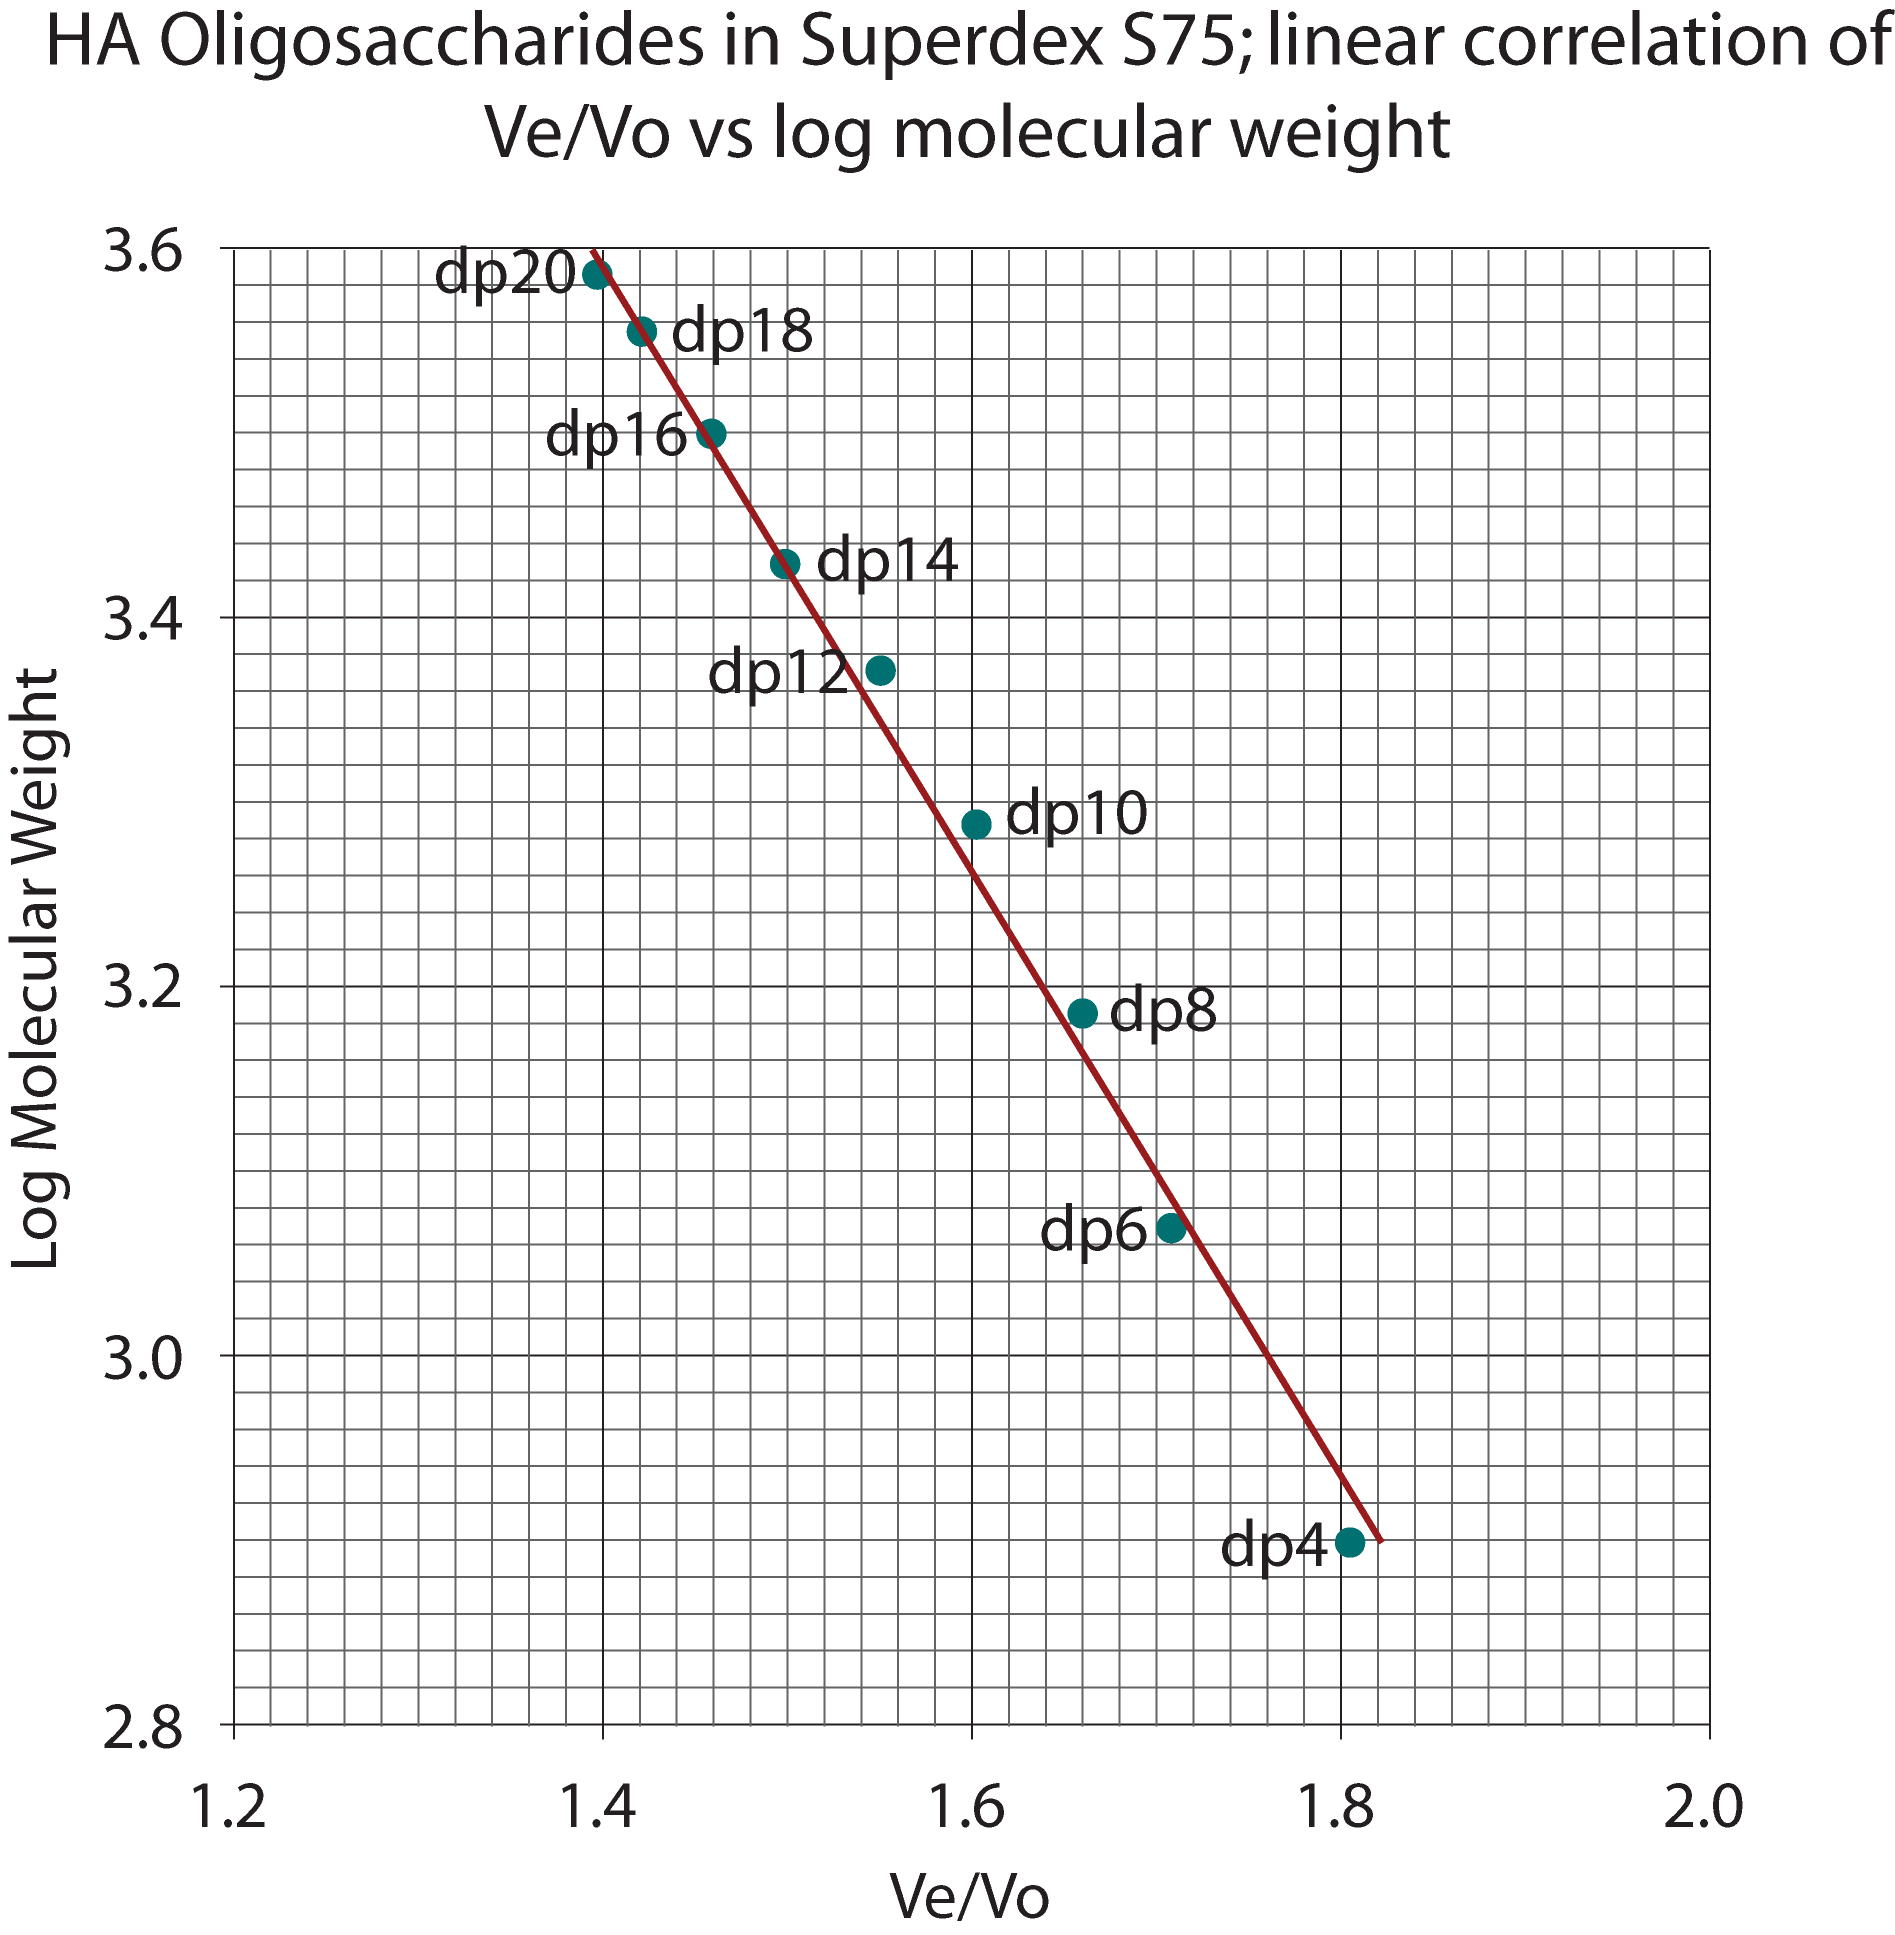 HA Oligosaccharides in Superdex S75; linear correlation of
Ve/Vo vs log molecular weight
3.6
3.4
3.2
3.0
2.8
Log Molecular Weight
dp20
dp18
dp16
dp14
dp12
dp10
dp8
dp6
dp4
1.2 1.4 1.6 1.8 2.0
Ve/Vo